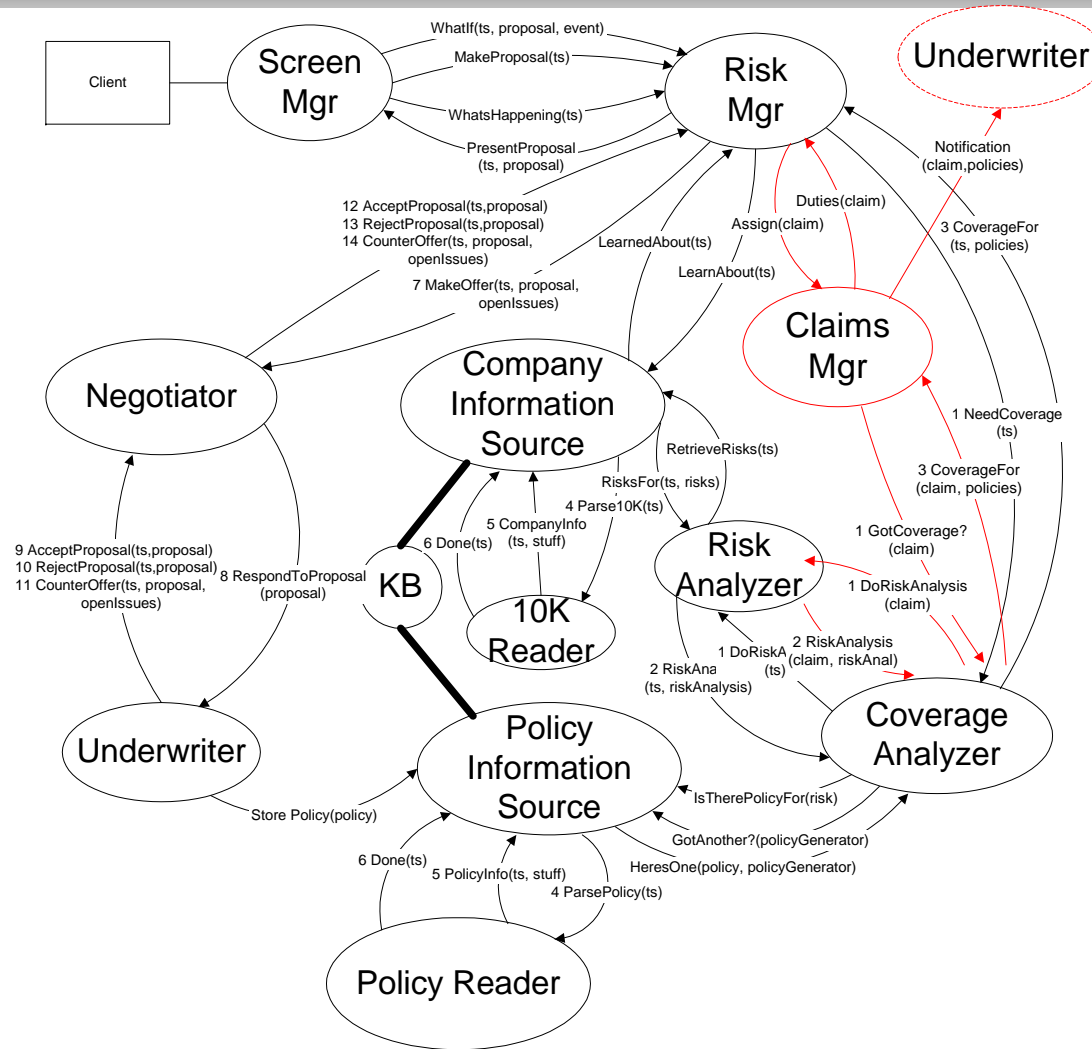 Client
Screen
Mgr
WhatIf(ts, proposal, event)
MakeProposal(ts)
WhatsHappening(ts)
PresentProposal
(ts, proposal)
Risk
Mgr
Underwriter
Notification
(claim,policies)
Duties(claim)
Assign(claim)
3 CoverageFor
(ts, policies)
12 AcceptProposal(ts,proposal)
13 RejectProposal(ts,proposal)
14 CounterOffer(ts, proposal,
openIssues)
LearnedAbout(ts)
LearnAbout(ts)
7 MakeOffer(ts, proposal,
openIssues)
Claims
Mgr
Negotiator
Company
Information
Source
1 NeedCoverage
(ts)
RetrieveRisks(ts)
RisksFor(ts, risks)
3 CoverageFor
(claim, policies)
4 Parse10K(ts)
5 CompanyInfo
(ts, stuff)
6 Done(ts)
1 GotCoverage?
(claim)
9 AcceptProposal(ts,proposal)
10 RejectProposal(ts,proposal)
11 CounterOffer(ts, proposal,
openIssues)
8 RespondToProposal
(proposal)
KB
10K
Reader
Risk
Analyzer
1 DoRiskAnalysis
(claim)
2 RiskAnalysis
(claim, riskAnal)
1 DoRiskA
(ts)
2 RiskAna
(ts, riskAnalysis)
Coverage
Analyzer
Underwriter
Policy
Information
Source
Store Policy(policy)
IsTherePolicyFor(risk)
GotAnother?(policyGenerator)
HeresOne(policy, policyGenerator)
6 Done(ts)
5 PolicyInfo(ts, stuff)
4 ParsePolicy(ts)
Policy Reader